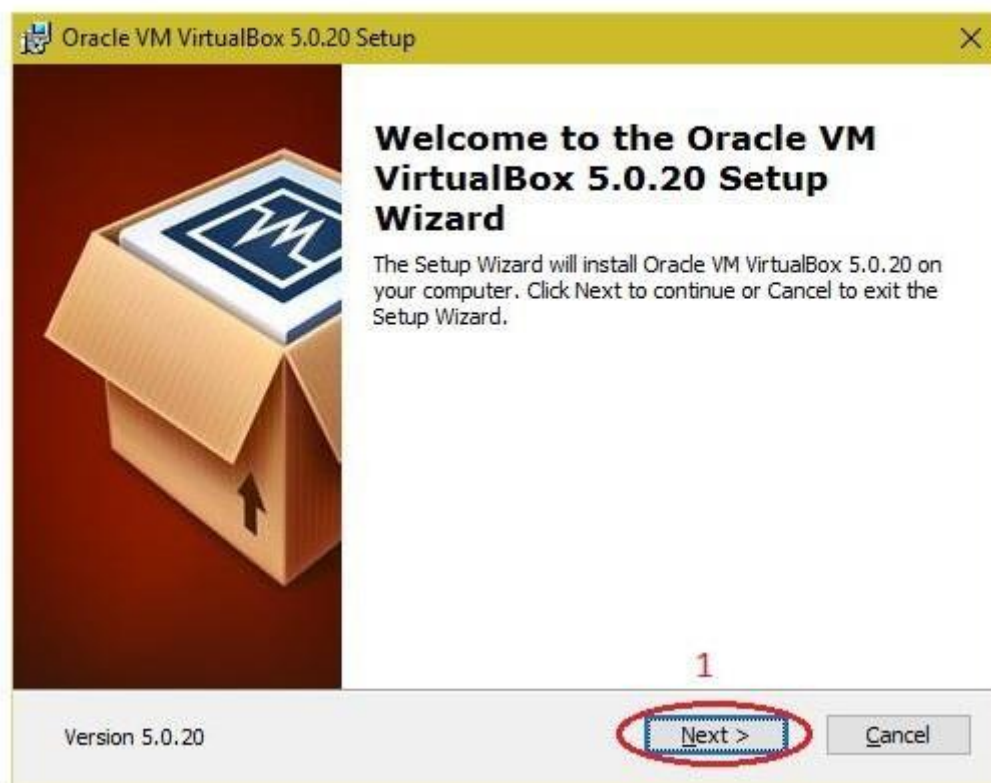 Oracle VM VirtualBox 5.0.20 Setup
Welcome to the Oracle VM
VirtualBox 5.0.20 Setup
Wizard
The Setup Wizard will install Oracle VM VirtualBox 5.0.20 on
your computer. Click Next to continue or Cancel to exit the
Setup Wizard.
1
Version 5.0.20
Next >
Cancel